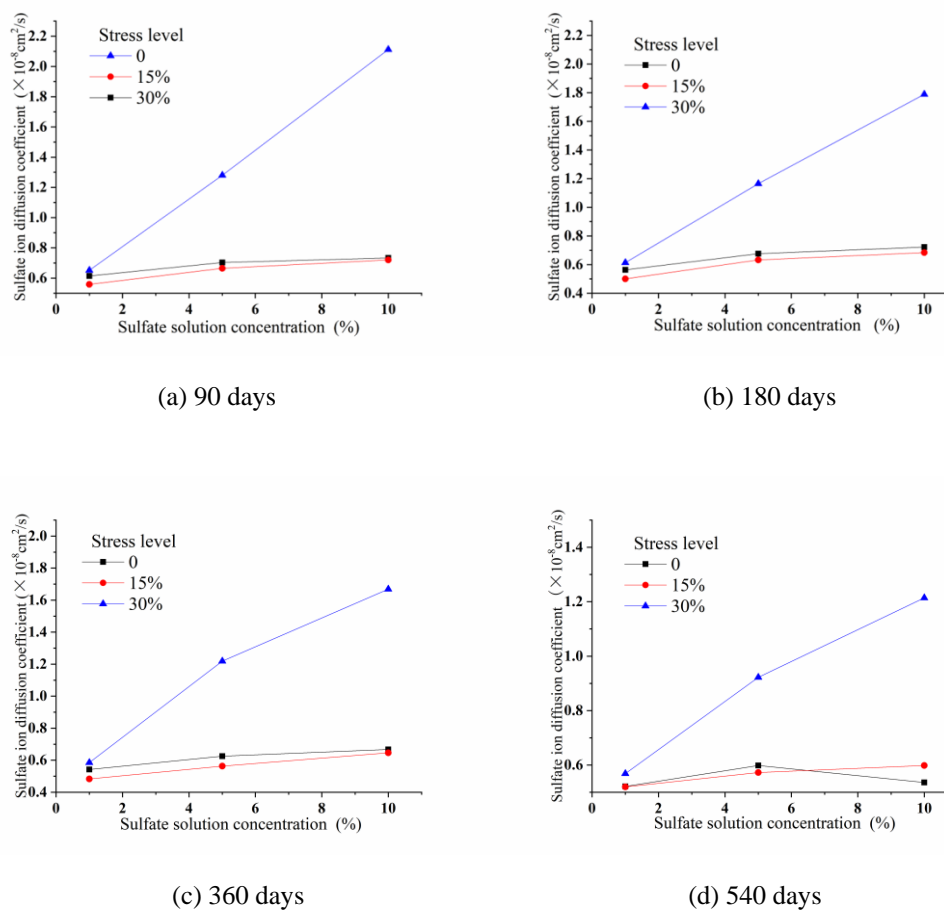 Sulfate ion diffusion coefficient (×10⁻⁸cm²/s)
Stress level
0
15%
30%
2.2
2.0
1.8
1.6
1.4
1.2
1.0
0.8
0.6
0 2 4 6 8 10
Sulfate solution concentration (%)
(a) 90 days
Sulfate ion diffusion coefficient (×10⁻⁸cm²/s)
Stress level
0
15%
30%
2.2
2.0
1.8
1.6
1.4
1.2
1.0
0.8
0.6
0.4
0 2 4 6 8 10
Sulfate solution concentration (%)
(b) 180 days
Sulfate ion diffusion coefficient (×10⁻⁸cm²/s)
Stress level
0
15%
30%
2.0
1.8
1.6
1.4
1.2
1.0
0.8
0.6
0.4
0 2 4 6 8 10
Sulfate solution concentration (%)
(c) 360 days
Sulfate ion diffusion coefficient (×10⁻⁸cm²/s)
Stress level
0
15%
30%
1.4
1.2
1.0
0.8
0.6
0 2 4 6 8 10
Sulfate solution concentration (%)
(d) 540 days